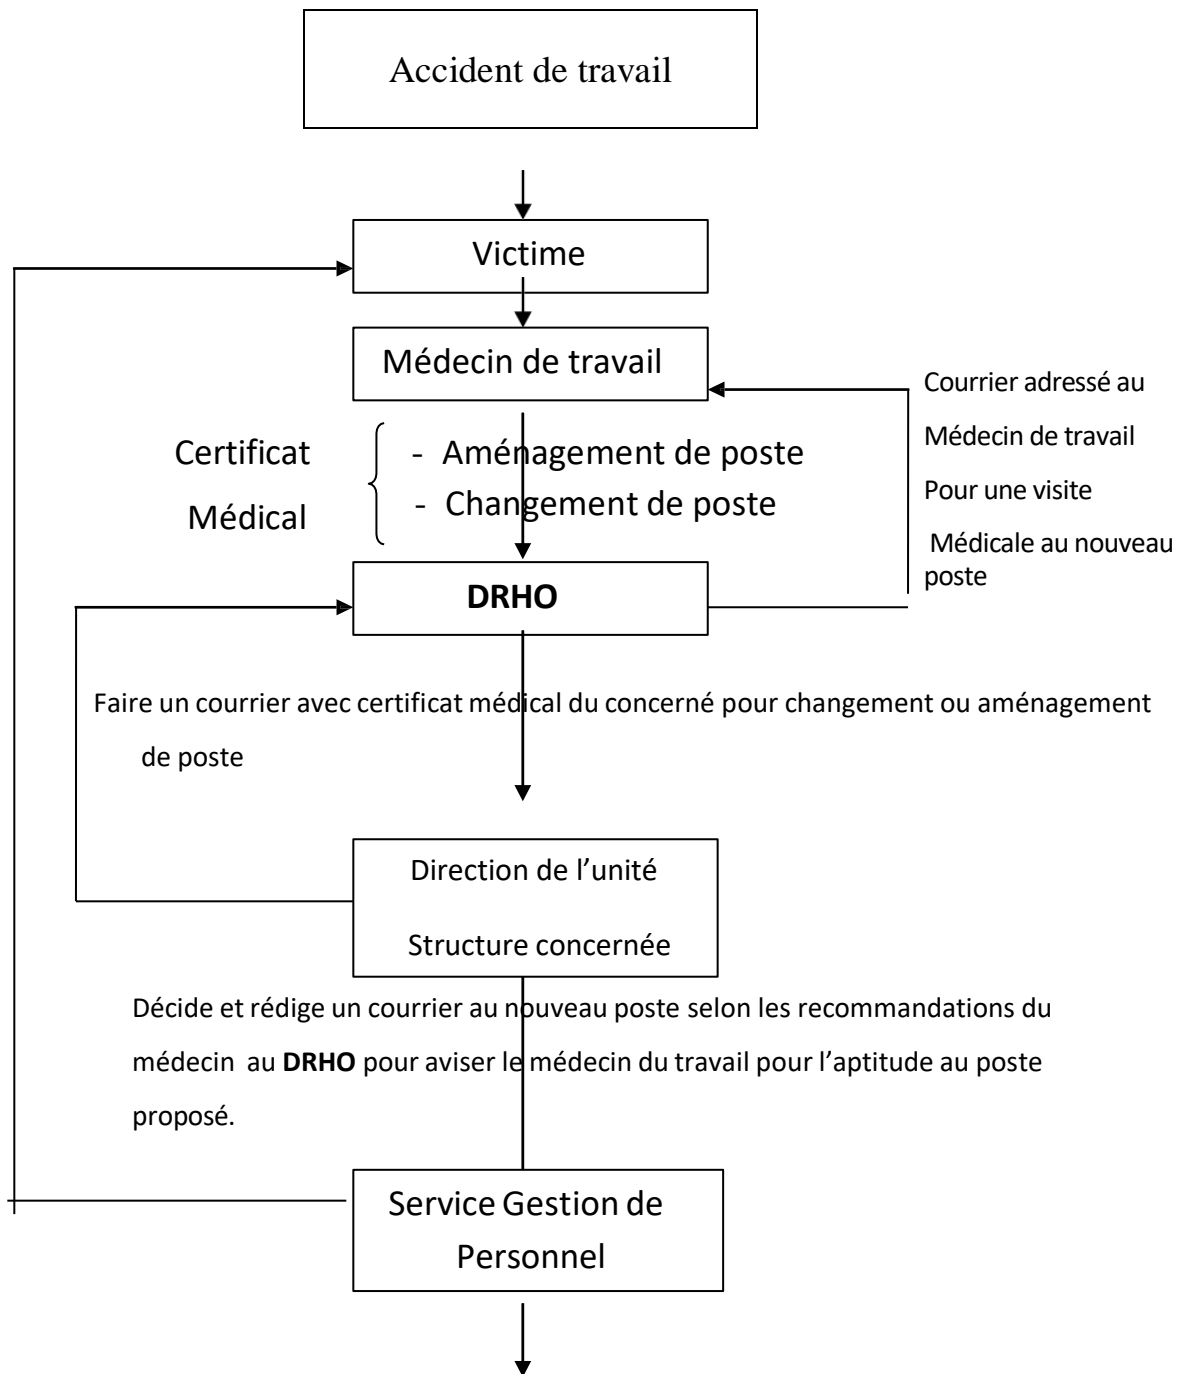 Accident de travail
Victime
Médecin de travail
Courrier adressé au
Médecin de travail
Pour une visite
Médicale au nouveau
poste
Certificat
Médical
- Aménagement de poste
- Changement de poste
DRHO
Faire un courrier avec certificat médical du concerné pour changement ou aménagement
de poste
Direction de l’unité
Structure concernée
Décide et rédige un courrier au nouveau poste selon les recommandations du
médecin au DRHO pour aviser le médecin du travail pour l’aptitude au poste
proposé.
Service Gestion de
Personnel